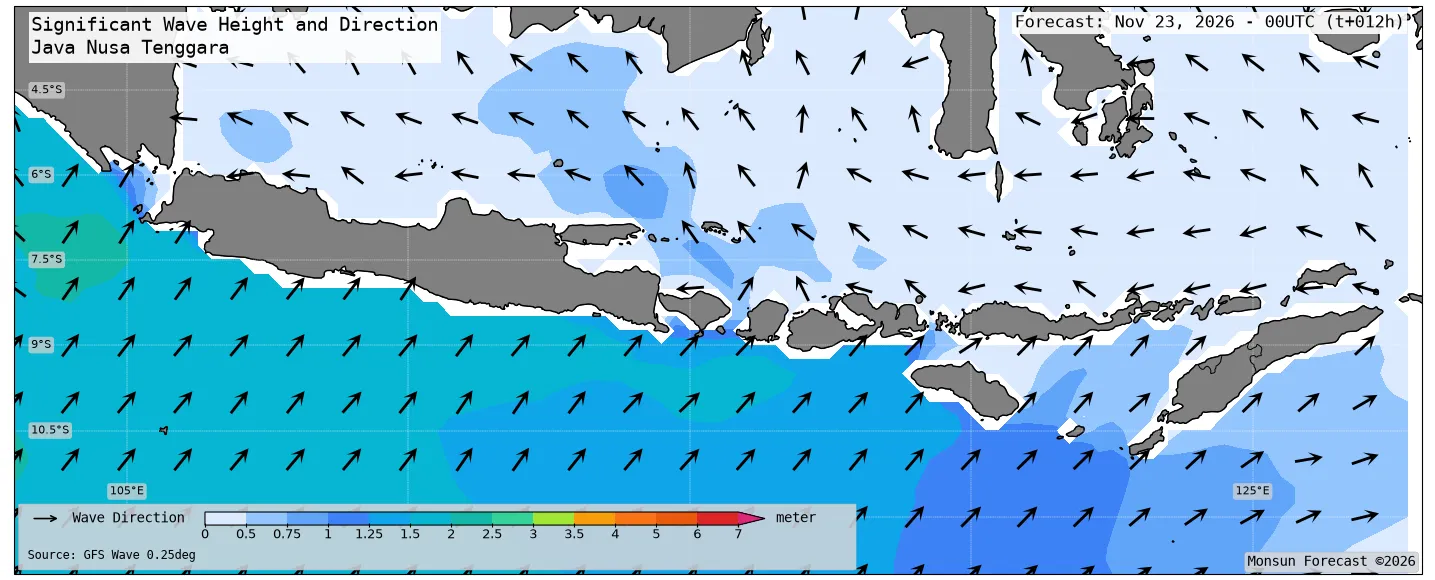 Significant Wave Height and Direction
Java Nusa Tenggara
Forecast: Nov 23, 2026 - 00UTC (t+012h)
4.5°S
6°S
7.5°S
9°S
10.5°S
105°E
125°E
Wave Direction
0 0.5 0.75 1 1.25 1.5 2 2.5 3 3.5 4 5 6 7
meter
Source: GFS Wave 0.25deg
Monsun Forecast ©2026